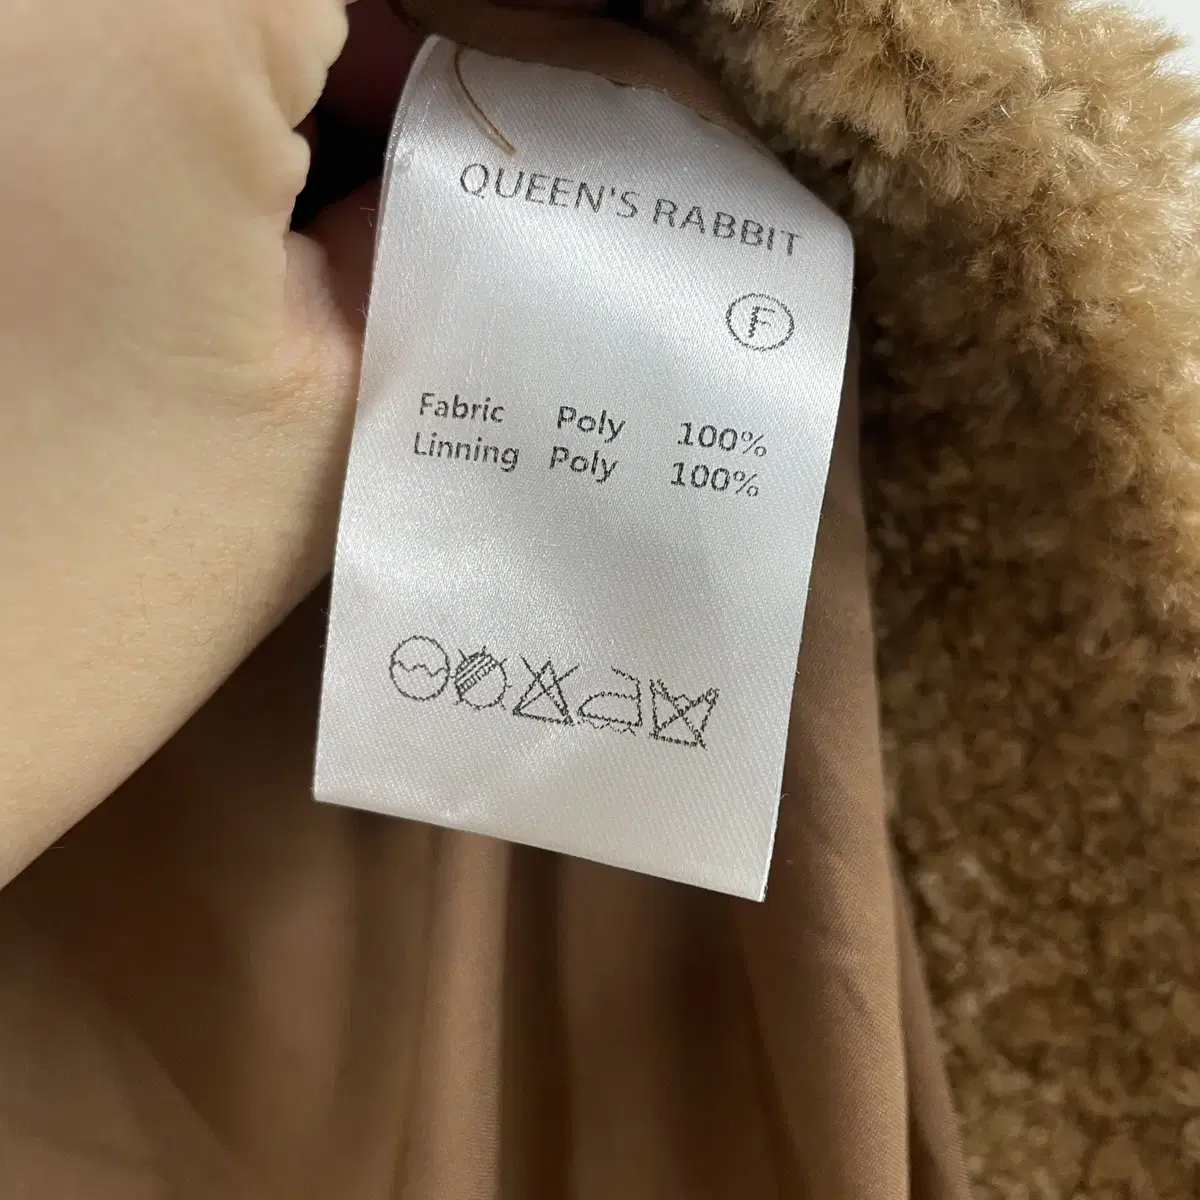 QUEEN'S RABBIT
F
Fabric Poly 100%
Linning Poly 100%